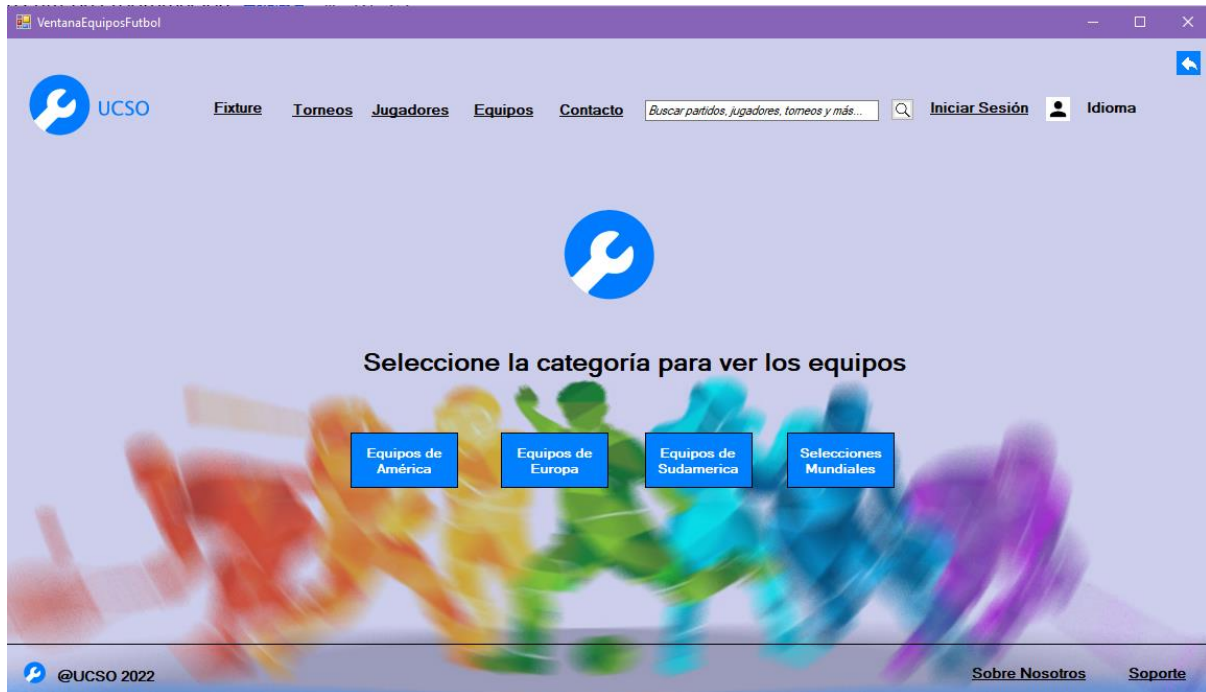 VentanaEquiposFutbol
UCSO
Fixture Torneos Jugadores Equipos Contacto Buscar partidos, jugadores, torneos y más... Iniciar Sesión Idioma
Seleccione la categoría para ver los equipos
Equipos de América
Equipos de Europa
Equipos de Sudamerica
Selecciones Mundiales
@UCSO 2022
Sobre Nosotros Soporte